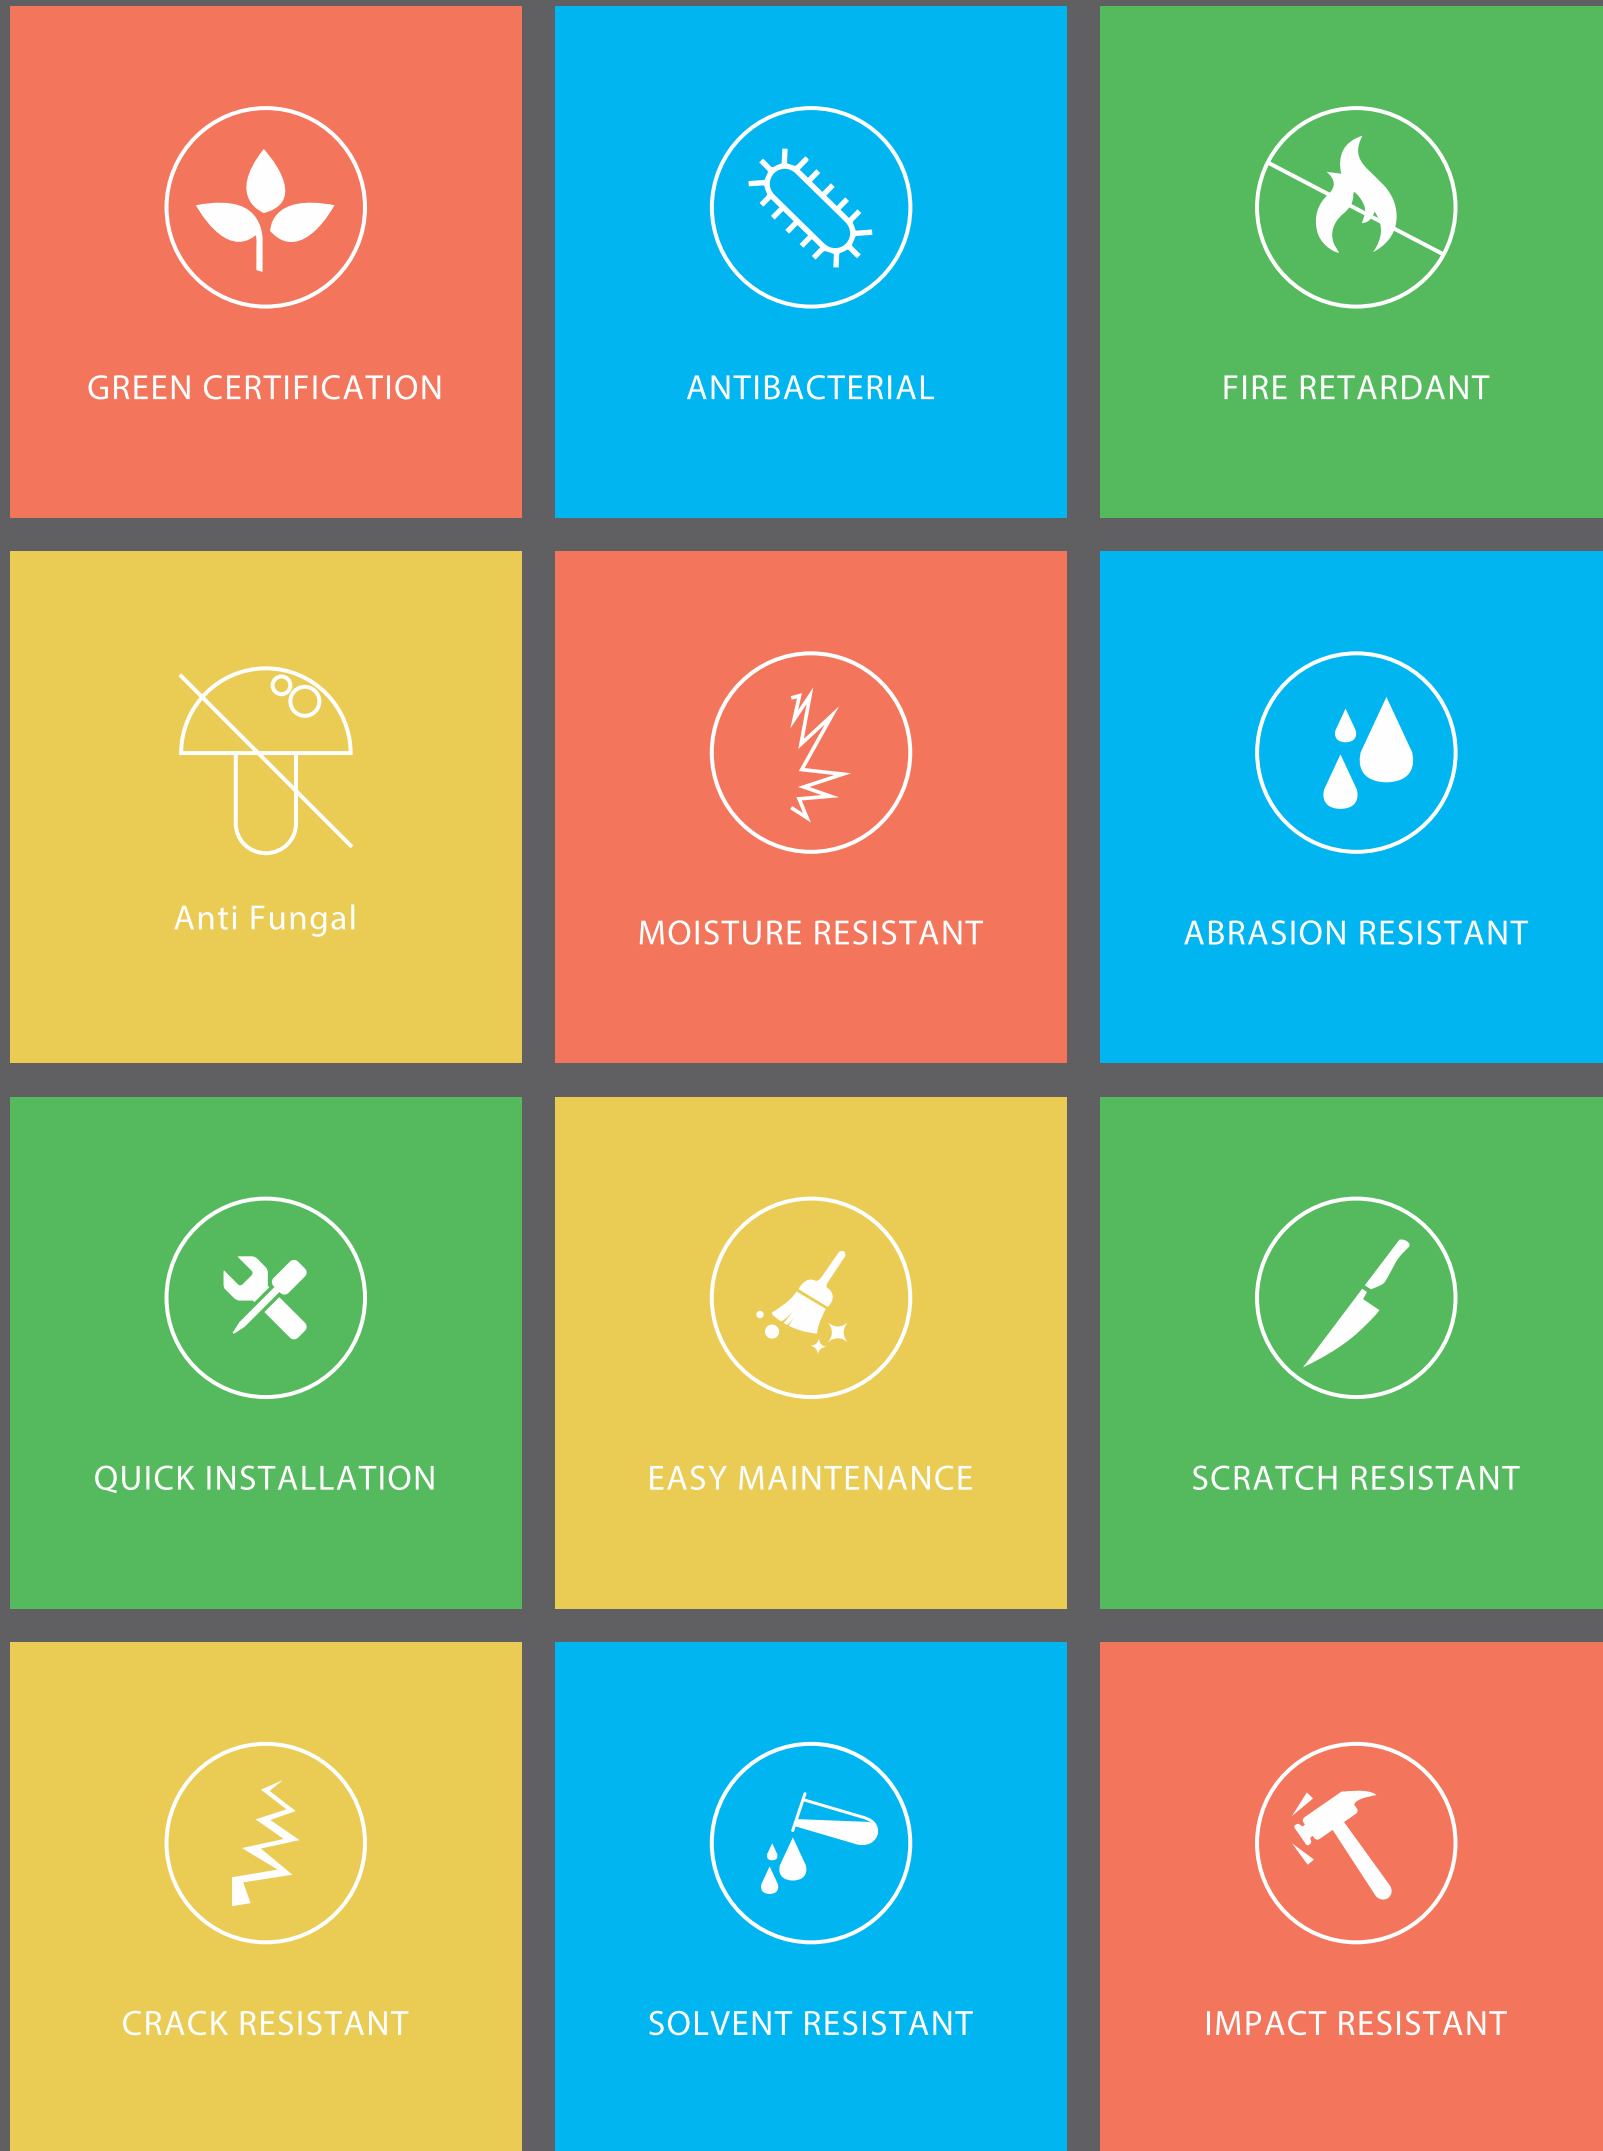 GREEN CERTIFICATION
ANTIBACTERIAL
FIRE RETARDANT
Anti Fungal
MOISTURE RESISTANT
ABRASION RESISTANT
QUICK INSTALLATION
EASY MAINTENANCE
SCRATCH RESISTANT
CRACK RESISTANT
SOLVENT RESISTANT
IMPACT RESISTANT